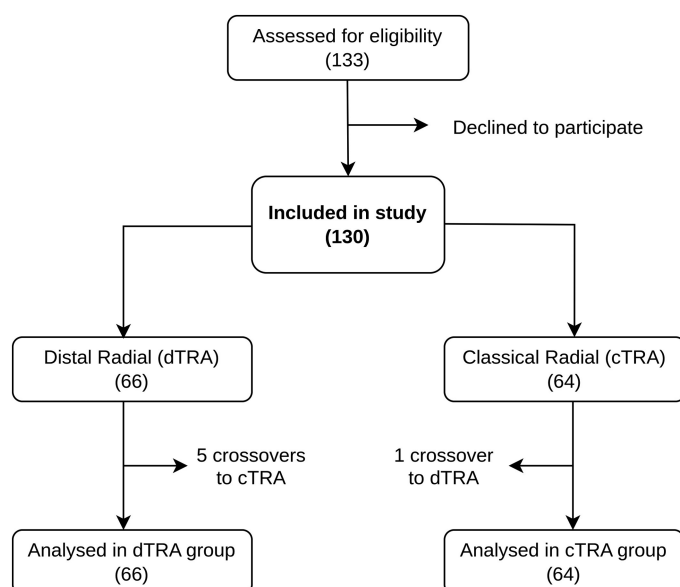 Assessed for eligibility
(133)
Declined to participate
Included in study
(130)
Distal Radial (dTRA)
(66)
Classical Radial (cTRA)
(64)
5 crossovers
to cTRA
1 crossover
to dTRA
Analysed in dTRA group
(66)
Analysed in cTRA group
(64)